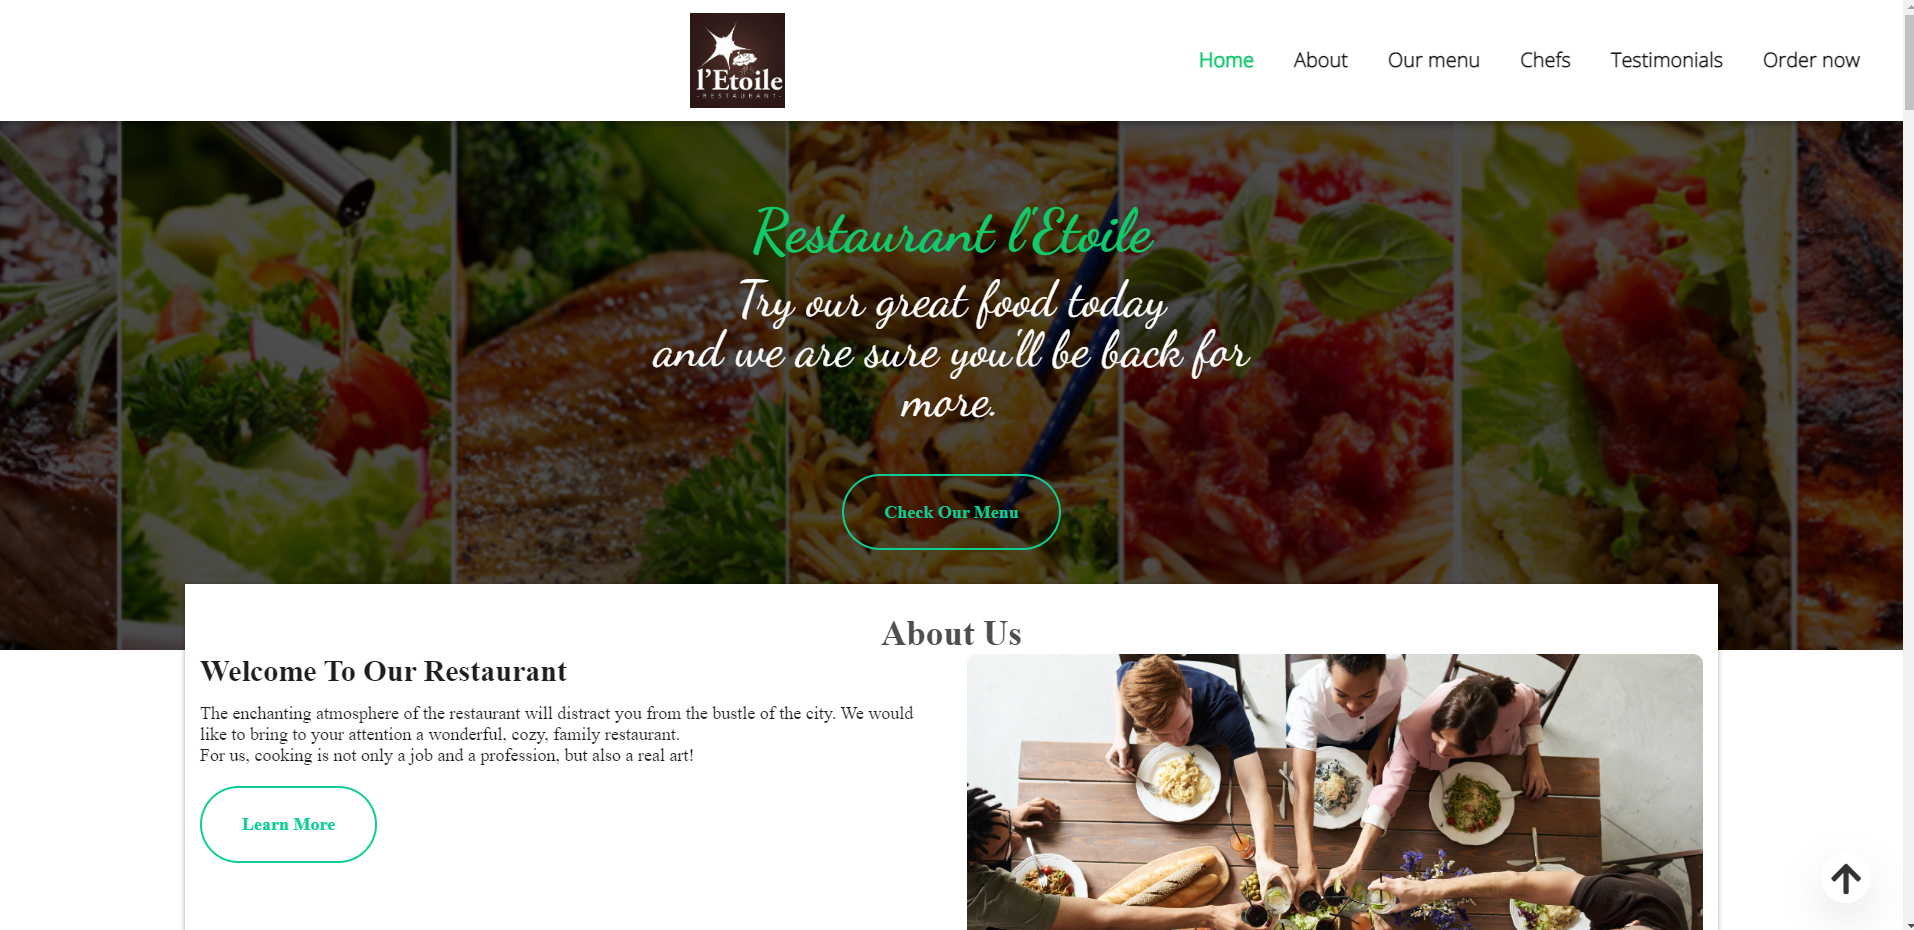 l'Etoile
-RESTAURANT-
Home About Our menu Chefs Testimonials Order now
Restaurant l'Etoile
Try our great food today
and we are sure you'll be back for
more.
Check Our Menu
About Us
Welcome To Our Restaurant
The enchanting atmosphere of the restaurant will distract you from the bustle of the city. We would
like to bring to your attention a wonderful, cozy, family restaurant.
For us, cooking is not only a job and a profession, but also a real art!
Learn More